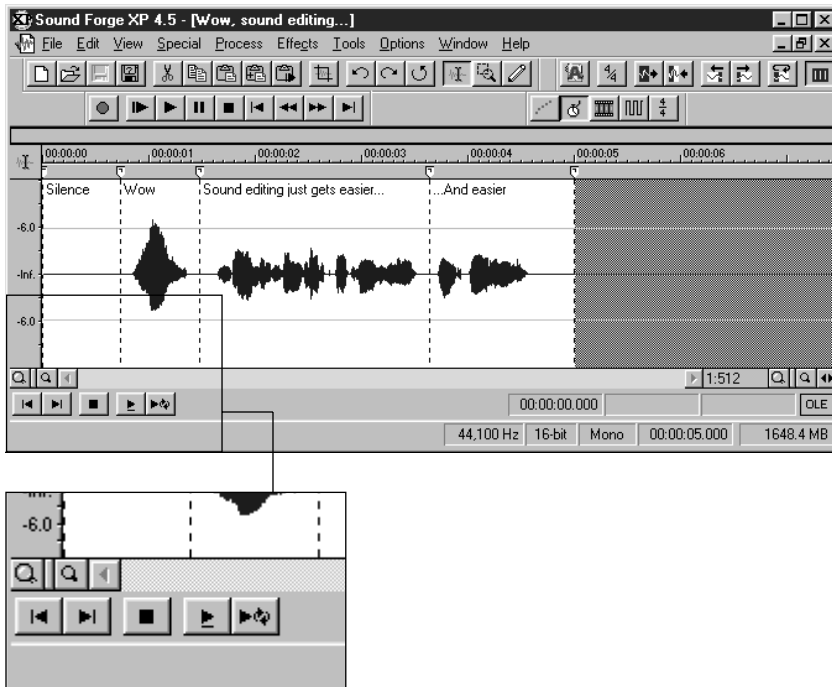 Sound Forge XP 4.5 - [Wow, sound editing...]
File Edit View Special Process Effects Tools Options Window Help
00:00:00 00:00:01 00:00:02 00:00:03 00:00:04 00:00:05 00:00:06
Silence Wow Sound editing just gets easier... ...And easier
-6.0
-Inf.
-6.0
1:512
00:00:00.000 OLE
44,100 Hz 16-bit Mono 00:00:05.000 1648.4 MB
-6.0